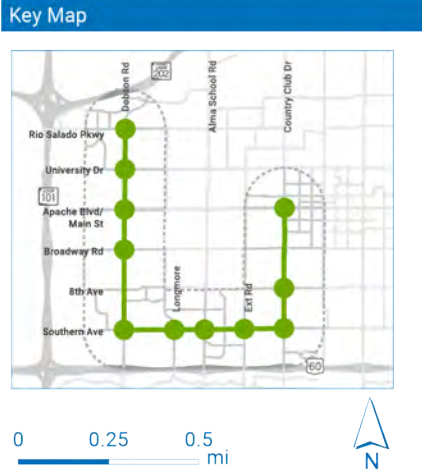 Key Map
LOOP
202
Dobson Rd
Alma School Rd
Country Club Dr
Rio Salado Pkwy
University Dr
101
Apache Blvd/
Main St
Broadway Rd
8th Ave
Longmore
Ext Rd
Southern Ave
60
0 0.25 0.5
mi
N